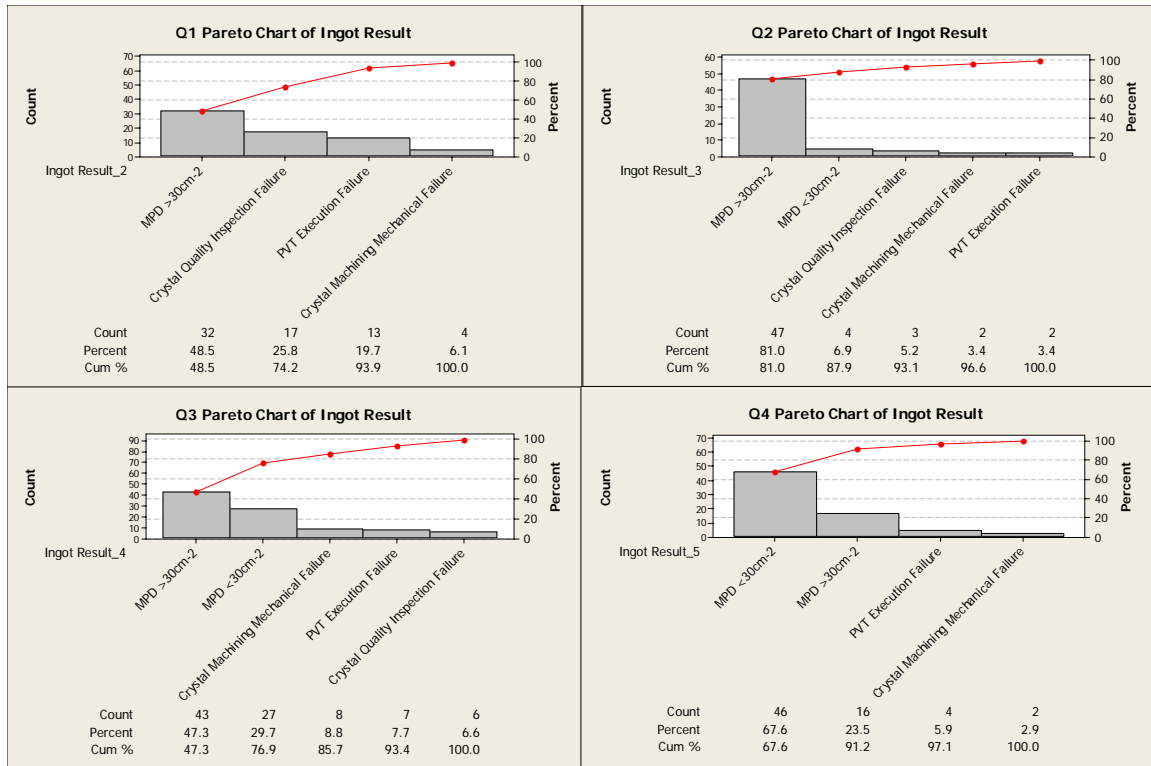 Q1 Pareto Chart of Ingot Result
70
60
50
40
30
20
10
0
Count
100
80
60
40
20
0
Percent
Ingot Result_2
MPD >30cm-2
Crystal Quality Inspection Failure
PVT Execution Failure
Crystal Machining Mechanical Failure
Count 32 17 13 4
Percent 48.5 25.8 19.7 6.1
Cum % 48.5 74.2 93.9 100.0
Q2 Pareto Chart of Ingot Result
60
50
40
30
20
10
0
Count
100
80
60
40
20
0
Percent
Ingot Result_3
MPD >30cm-2
MPD <30cm-2
Crystal Quality Inspection Failure
Crystal Machining Mechanical Failure
PVT Execution Failure
Count 47 4 3 2 2
Percent 81.0 6.9 5.2 3.4 3.4
Cum % 81.0 87.9 93.1 96.6 100.0
Q3 Pareto Chart of Ingot Result
90
80
70
60
50
40
30
20
10
0
Count
100
80
60
40
20
0
Percent
Ingot Result_4
MPD >30cm-2
MPD <30cm-2
Crystal Machining Mechanical Failure
PVT Execution Failure
Crystal Quality Inspection Failure
Count 43 27 8 7 6
Percent 47.3 29.7 8.8 7.7 6.6
Cum % 47.3 76.9 85.7 93.4 100.0
Q4 Pareto Chart of Ingot Result
70
60
50
40
30
20
10
0
Count
100
80
60
40
20
0
Percent
Ingot Result_5
MPD <30cm-2
MPD >30cm-2
PVT Execution Failure
Crystal Machining Mechanical Failure
Count 46 16 4 2
Percent 67.6 23.5 5.9 2.9
Cum % 67.6 91.2 97.1 100.0